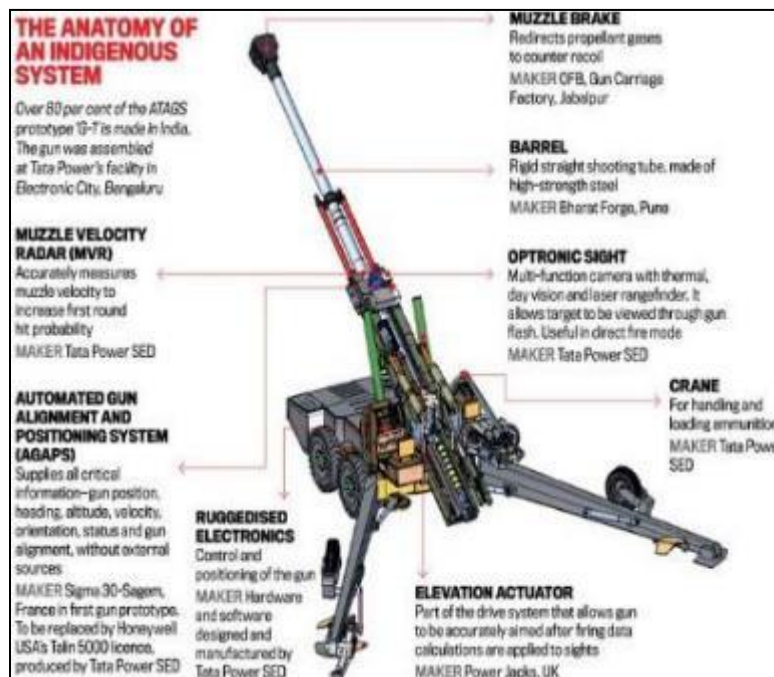 THE ANATOMY OF
AN INDIGENOUS
SYSTEM
Over 80 per cent of the ATAGS
prototype 'G-1' is made in India.
The gun was assembled
at Tata Power's facility in
Electronic City, Bengaluru
MUZZLE VELOCITY
RADAR (MVR)
Accurately measures
muzzle velocity to
increase first round
hit probability
MAKER Tata Power SED
AUTOMATED GUN
ALIGNMENT AND
POSITIONING SYSTEM
(AGAPS)
Supplies all critical
information—gun position,
heading, altitude, velocity,
orientation, status and gun
alignment, without external
sources
MAKER Sigma 30-Sagem,
France in first gun prototype.
To be replaced by Honeywell
USA's Talin 5000 licence,
produced by Tata Power SED
RUGGEDISED
ELECTRONICS
Control and
positioning of the gun
MAKER Hardware
and software
designed and
manufactured by
Tata Power SED
MUZZLE BRAKE
Redirects propellant gases
to counter recoil
MAKER OFB, Gun Carriage
Factory, Jabalpur
BARREL
Rigid straight shooting tube, made of
high-strength steel
MAKER Bharat Forge, Pune
OPTRONIC SIGHT
Multi-function camera with thermal,
day vision and laser rangefinder. It
allows target to be viewed through gun
flash. Useful in direct fire mode
MAKER Tata Power SED
CRANE
For handling and
loading ammunition
MAKER Tata Powe
SED
ELEVATION ACTUATOR
Part of the drive system that allows gun
to be accurately aimed after firing data
calculations are applied to sights
MAKER Power Jacks, UK